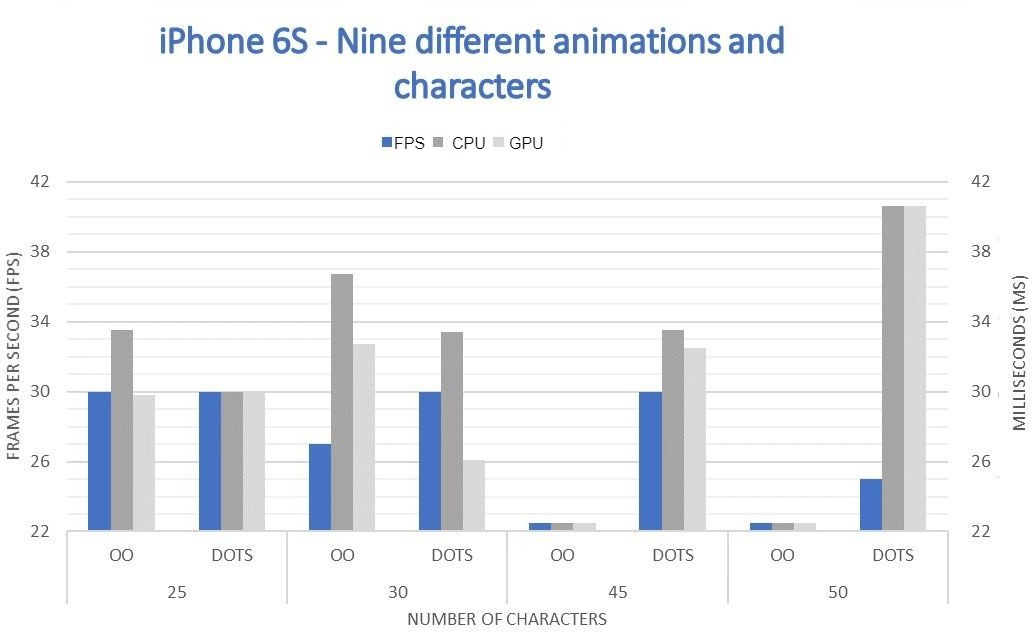 iPhone 6S - Nine different animations and
characters
FPS CPU GPU
42
38
34
30
26
22
FRAMES PER SECOND (FPS)
42
38
34
30
26
22
MILLISECONDS (MS)
OO DOTS OO DOTS OO DOTS OO DOTS
25 30 45 50
NUMBER OF CHARACTERS